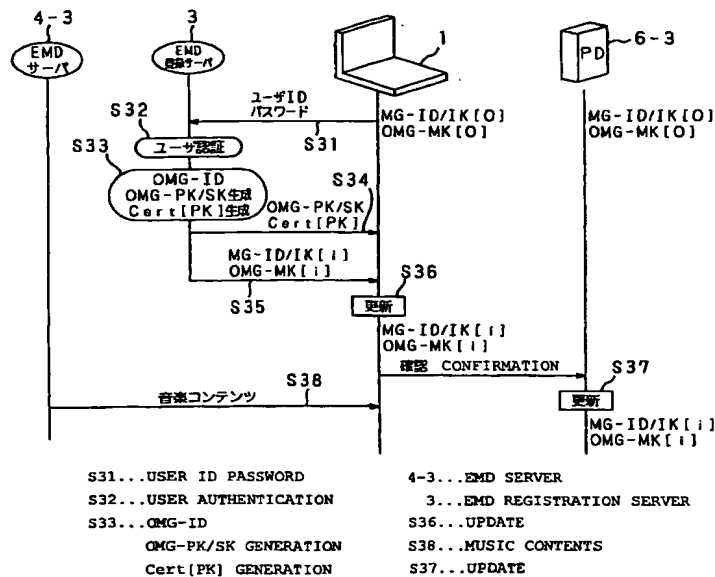 4-3
3
1
6-3
EMD
サーバ
EMD
登録サーバ
PD
ユーザID
パスワード
S31
MG-ID/IK[0]
OMG-MK[0]
MG-ID/IK[0]
OMG-MK[0]
S32
ユーザ認証
S33
OMG-ID
OMG-PK/SK生成
Cert[PK]生成
S34
OMG-PK/SK
Cert[PK]
MG-ID/IK[i]
OMG-MK[i]
S35
S36
更新
MG-ID/IK[i]
OMG-MK[i]
確認 CONFIRMATION
S37
更新
MG-ID/IK[i]
OMG-MK[i]
音楽コンテンツ
S38
S31...USER ID PASSWORD
S32...USER AUTHENTICATION
S33...OMG-ID
OMG-PK/SK GENERATION
Cert[PK] GENERATION
4-3...EMD SERVER
3...EMD REGISTRATION SERVER
S36...UPDATE
S38...MUSIC CONTENTS
S37...UPDATE